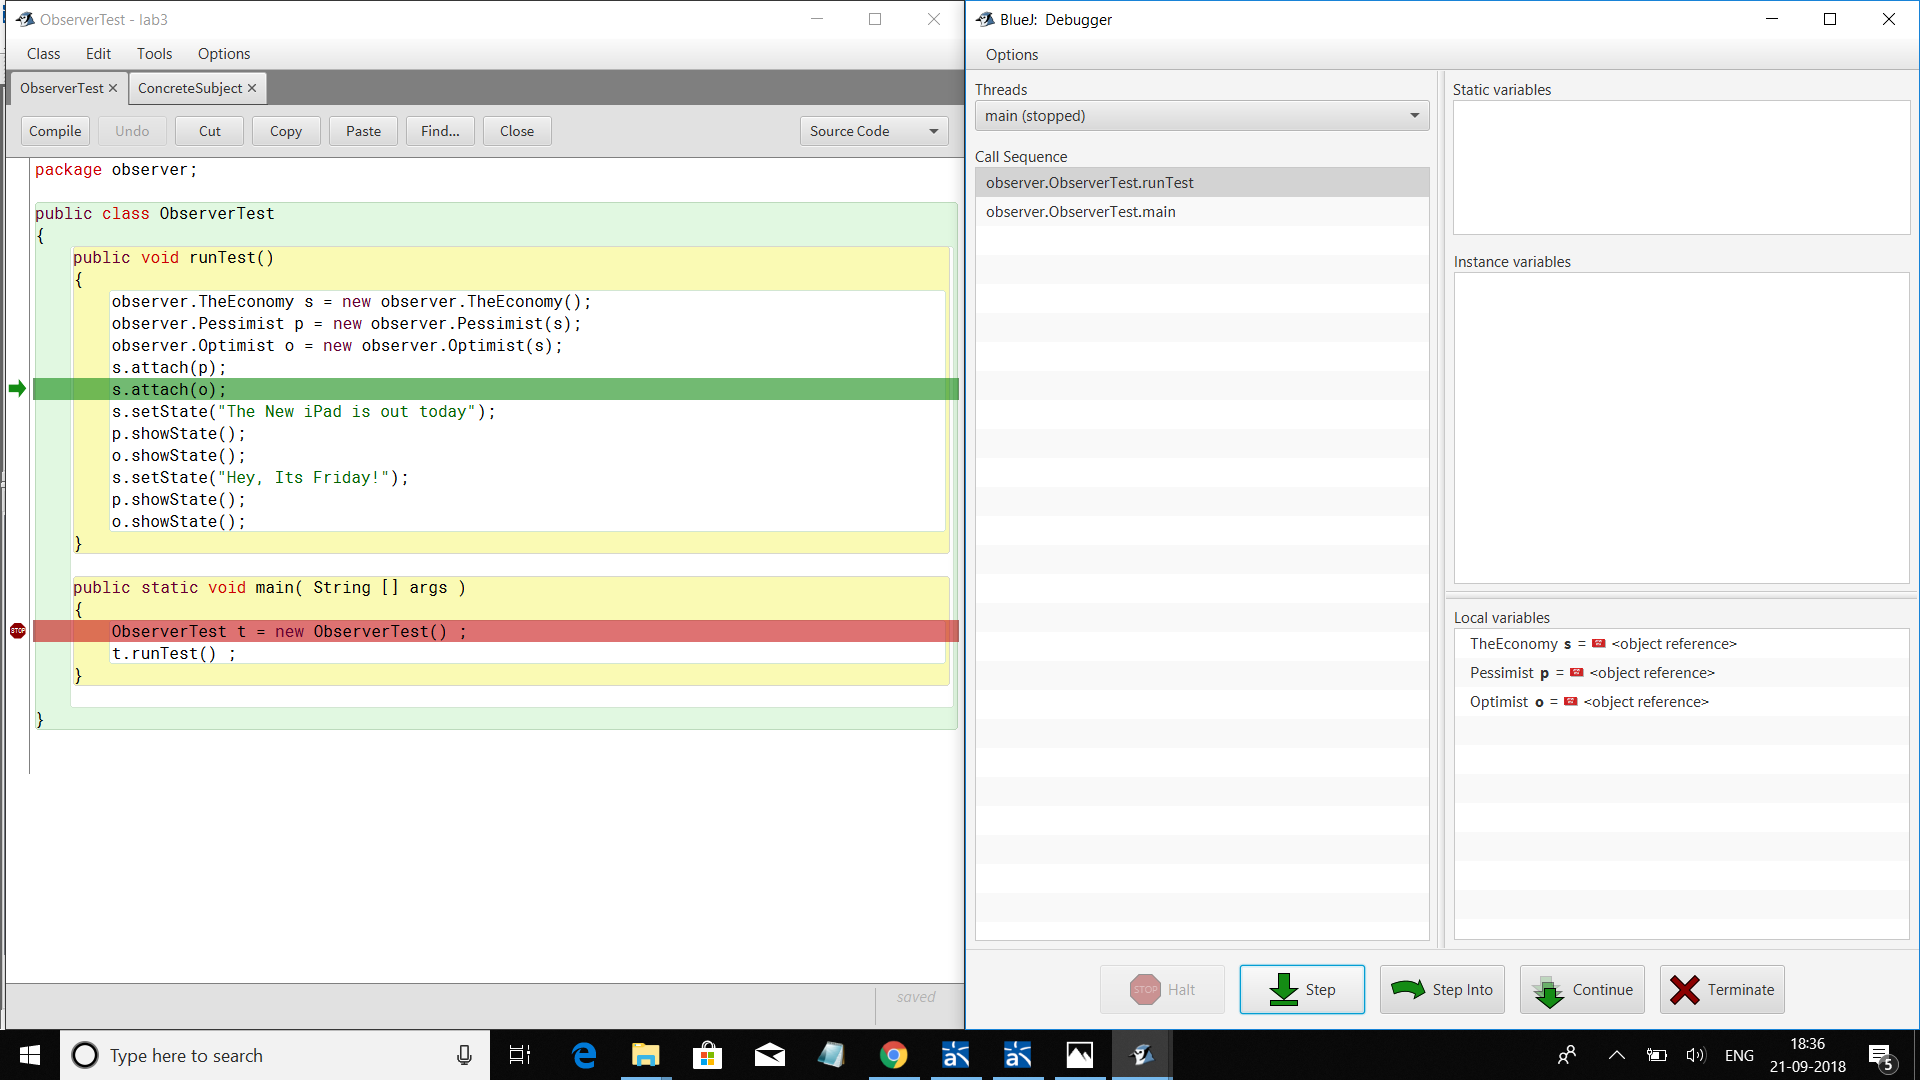 ObserverTest - lab3
Class Edit Tools Options
ObserverTest × ConcreteSubject ×
Compile Undo Cut Copy Paste Find... Close Source Code
package observer;
public class ObserverTest
{
public void runTest()
{
observer.TheEconomy s = new observer.TheEconomy();
observer.Pessimist p = new observer.Pessimist(s);
observer.Optimist o = new observer.Optimist(s);
s.attach(p);
s.attach(o);
s.setState("The New iPad is out today");
p.showState();
o.showState();
s.setState("Hey, Its Friday!");
p.showState();
o.showState();
}
public static void main( String [] args )
{
STOP
ObserverTest t = new ObserverTest() ;
t.runTest() ;
}
}
saved
BlueJ: Debugger
Options
Threads
main (stopped)
Call Sequence
observer.ObserverTest.runTest
observer.ObserverTest.main
Static variables
Instance variables
Local variables
TheEconomy s = <object reference>
Pessimist p = <object reference>
Optimist o = <object reference>
STOP Halt Step Step Into Continue Terminate
Type here to search
ENG
18:36
21-09-2018
5